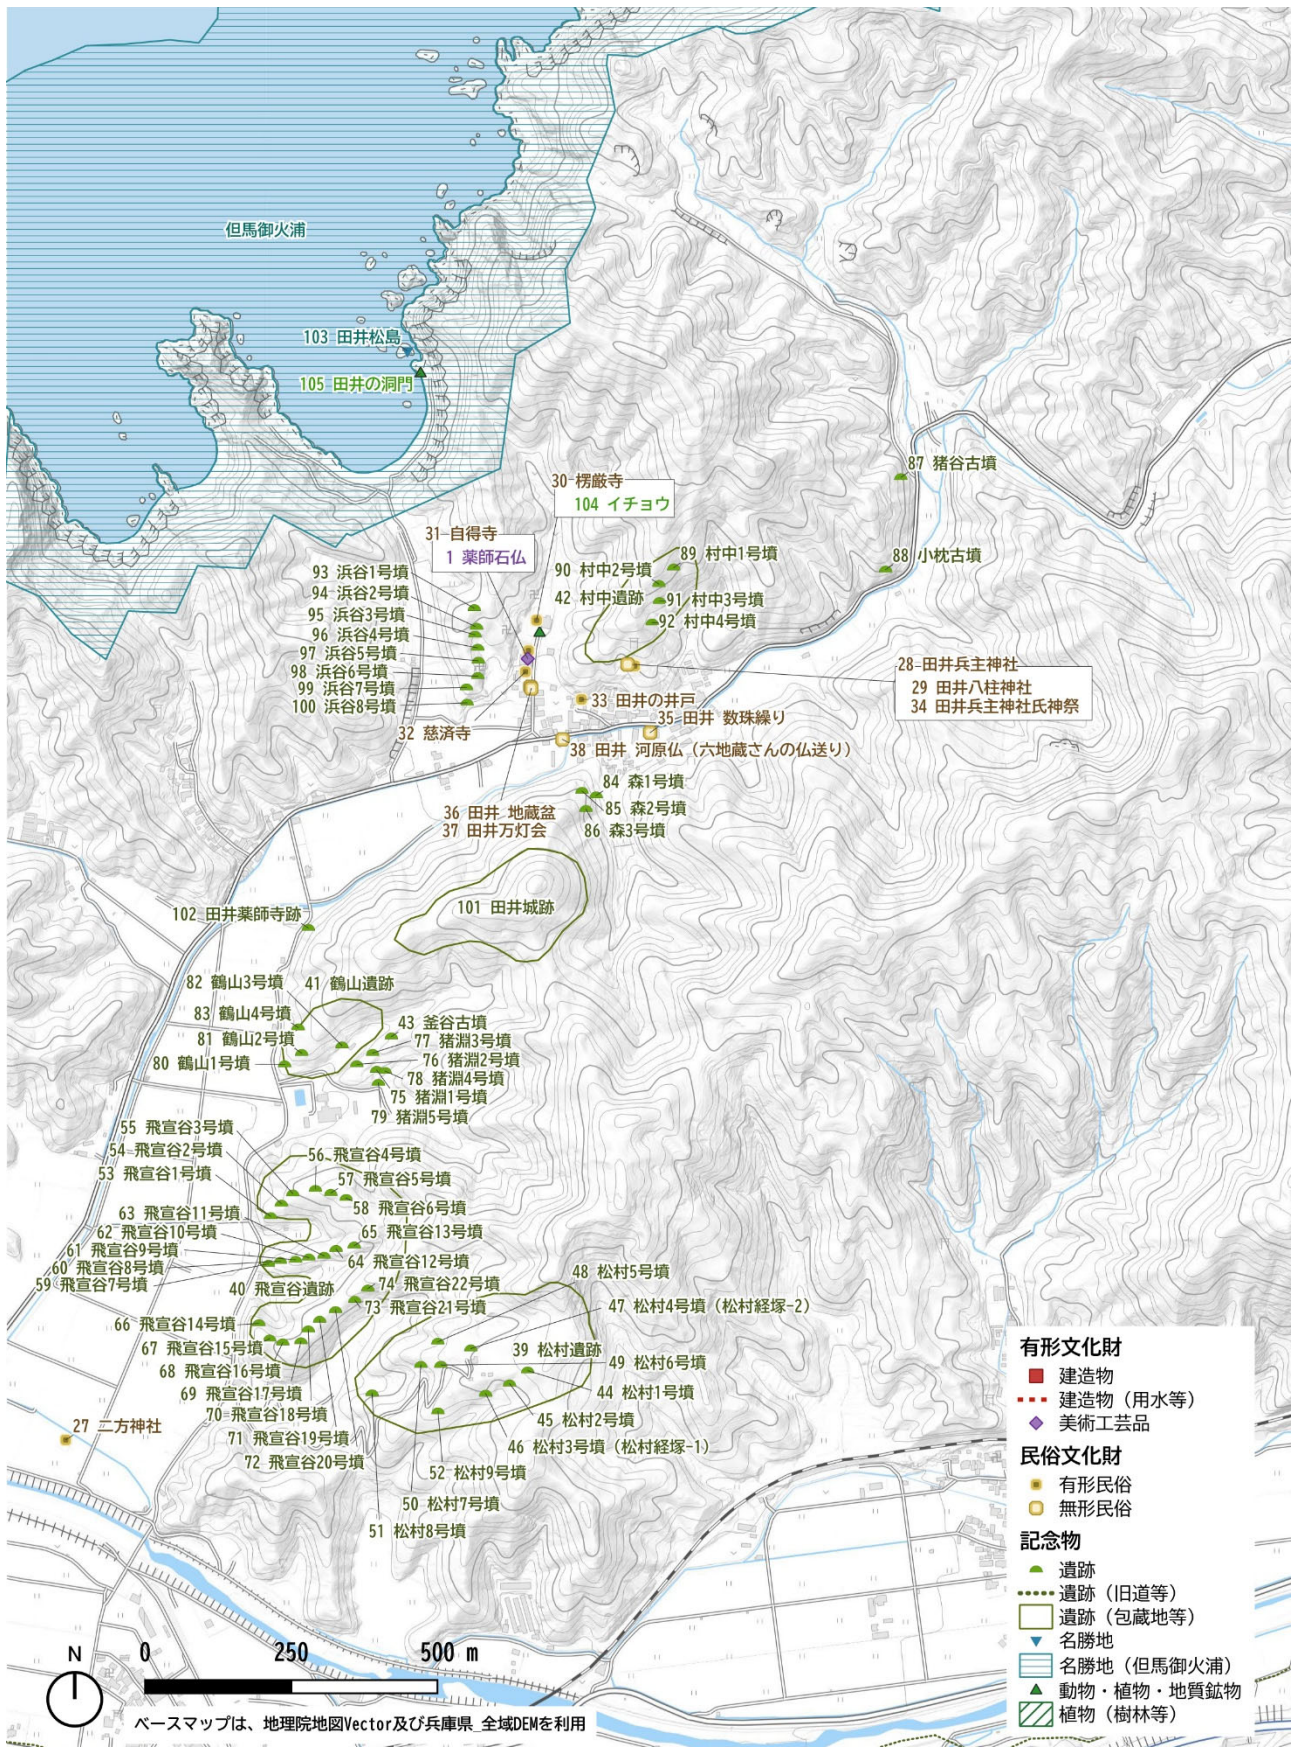 但馬御火浦
103 田井松島
105 田井の洞門
87 猪谷古墳
30 楞厳寺
104 イチョウ
31 自得寺
1 薬師石仏
88 小枕古墳
89 村中1号墳
90 村中2号墳
42 村中遺跡
91 村中3号墳
92 村中4号墳
93 浜谷1号墳
94 浜谷2号墳
95 浜谷3号墳
96 浜谷4号墳
97 浜谷5号墳
98 浜谷6号墳
99 浜谷7号墳
100 浜谷8号墳
28 田井兵主神社
29 田井八柱神社
34 田井兵主神社氏神祭
33 田井の井戸
35 田井 数珠繰り
32 慈済寺
38 田井 河原仏（六地蔵さんの仏送り）
84 森1号墳
85 森2号墳
86 森3号墳
36 田井 地蔵盆
37 田井万灯会
101 田井城跡
102 田井薬師寺跡
82 鶴山3号墳
41 鶴山遺跡
83 鶴山4号墳
81 鶴山2号墳
80 鶴山1号墳
43 釜谷古墳
77 猪淵3号墳
76 猪淵2号墳
78 猪淵4号墳
75 猪淵1号墳
79 猪淵5号墳
55 飛宣谷3号墳
54 飛宣谷2号墳
53 飛宣谷1号墳
56 飛宣谷4号墳
57 飛宣谷5号墳
58 飛宣谷6号墳
63 飛宣谷11号墳
62 飛宣谷10号墳
61 飛宣谷9号墳
60 飛宣谷8号墳
59 飛宣谷7号墳
65 飛宣谷13号墳
64 飛宣谷12号墳
40 飛宣谷遺跡
74 飛宣谷22号墳
73 飛宣谷21号墳
66 飛宣谷14号墳
67 飛宣谷15号墳
68 飛宣谷16号墳
69 飛宣谷17号墳
70 飛宣谷18号墳
71 飛宣谷19号墳
72 飛宣谷20号墳
48 松村5号墳
47 松村4号墳（松村経塚-2）
39 松村遺跡
49 松村6号墳
44 松村1号墳
45 松村2号墳
46 松村3号墳（松村経塚-1）
52 松村9号墳
50 松村7号墳
51 松村8号墳
27 二方神社
有形文化財
建造物
建造物（用水等）
美術工芸品
民俗文化財
有形民俗
無形民俗
記念物
遺跡
遺跡（旧道等）
遺跡（包蔵地等）
名勝地
名勝地（但馬御火浦）
動物・植物・地質鉱物
植物（樹林等）
N
0 250 500 m
ベースマップは、地理院地図Vector及び兵庫県_全域DEMを利用